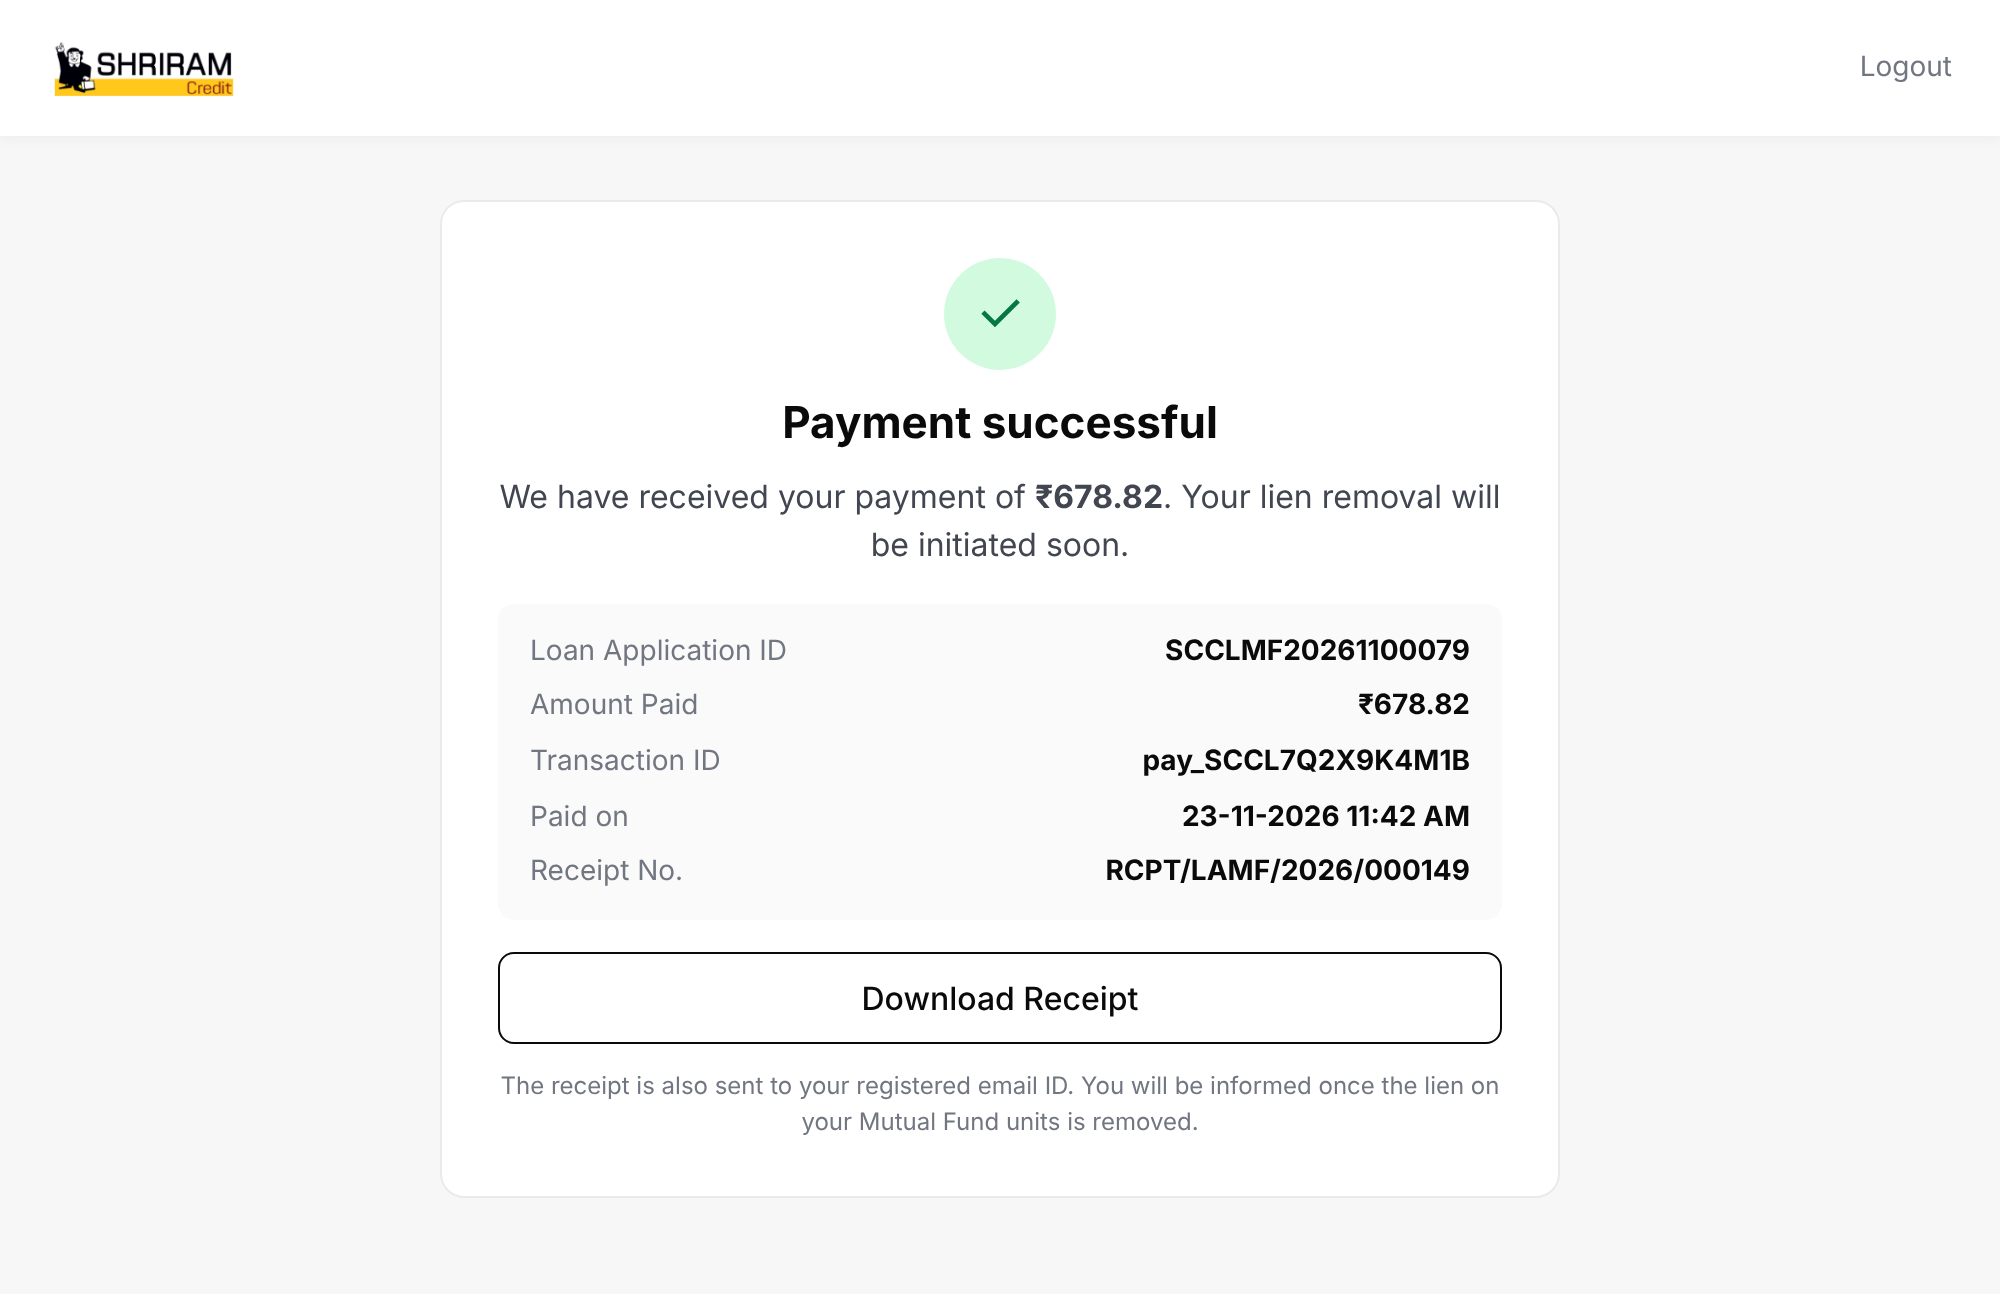 SHRIRAM
Credit
Logout
Payment successful
We have received your payment of ₹678.82. Your lien removal will
be initiated soon.
Loan Application ID SCCLMF20261100079
Amount Paid ₹678.82
Transaction ID pay_SCCL7Q2X9K4M1B
Paid on 23-11-2026 11:42 AM
Receipt No. RCPT/LAMF/2026/000149
Download Receipt
The receipt is also sent to your registered email ID. You will be informed once the lien on
your Mutual Fund units is removed.